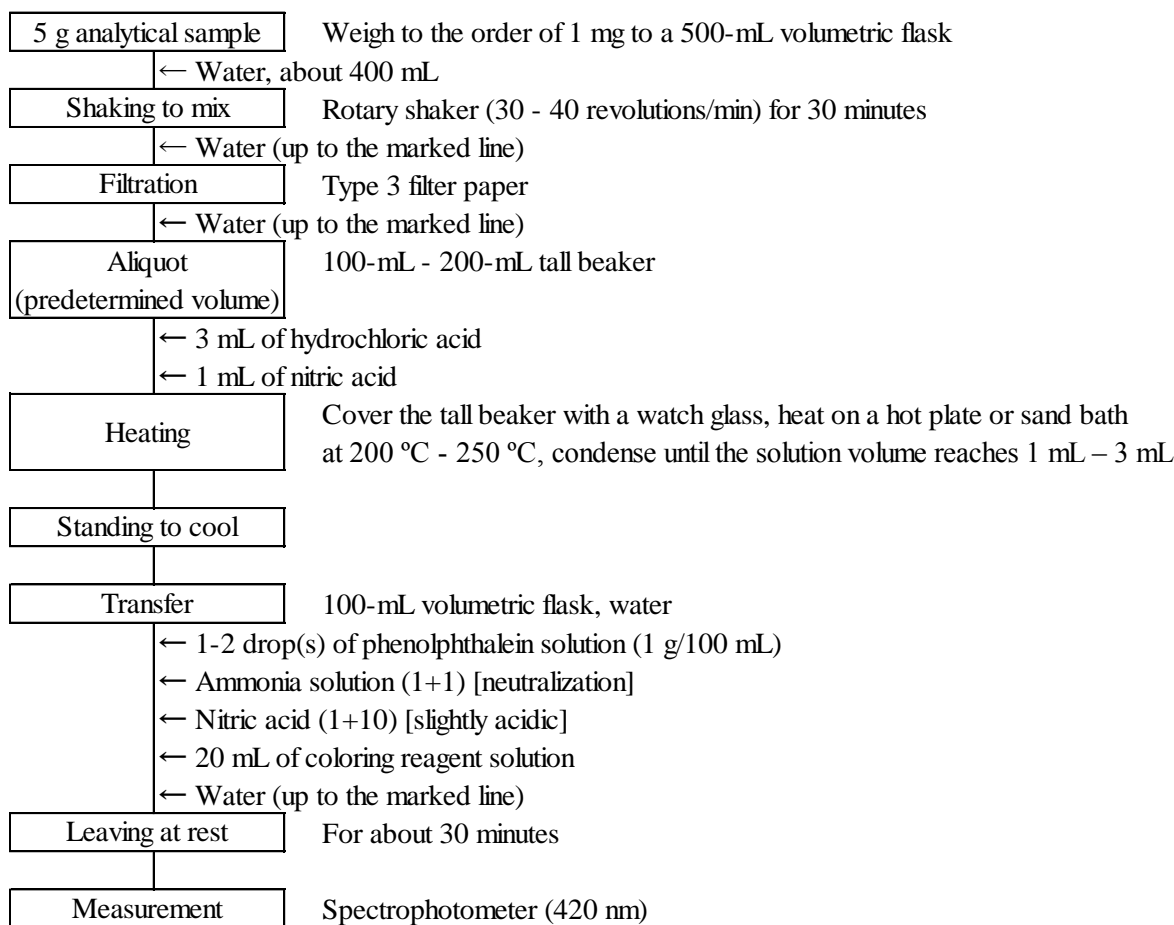 5 g analytical sample Weigh to the order of 1 mg to a 500-mL volumetric flask
← Water, about 400 mL
Shaking to mix Rotary shaker (30 - 40 revolutions/min) for 30 minutes
← Water (up to the marked line)
Filtration Type 3 filter paper
← Water (up to the marked line)
Aliquot 100-mL - 200-mL tall beaker
(predetermined volume)
← 3 mL of hydrochloric acid
← 1 mL of nitric acid
Heating
Cover the tall beaker with a watch glass, heat on a hot plate or sand bath
at 200 ºC - 250 ºC, condense until the solution volume reaches 1 mL – 3 mL
Standing to cool
Transfer 100-mL volumetric flask, water
← 1-2 drop(s) of phenolphthalein solution (1 g/100 mL)
← Ammonia solution (1+1) [neutralization]
← Nitric acid (1+10) [slightly acidic]
← 20 mL of coloring reagent solution
← Water (up to the marked line)
Leaving at rest For about 30 minutes
Measurement Spectrophotometer (420 nm)